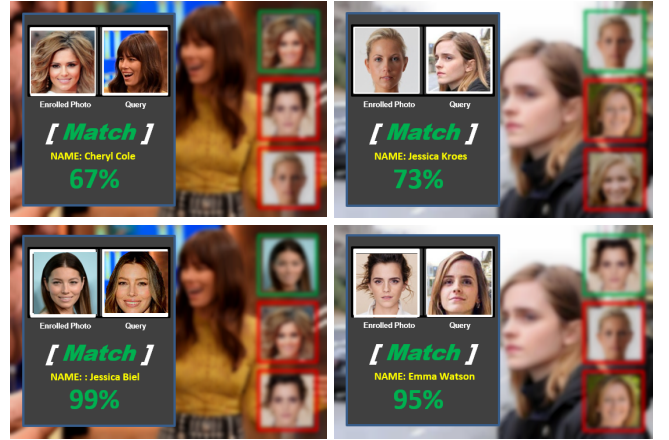 Enrolled Photo Query
[ Match ]
NAME: Cheryl Cole
67%
Enrolled Photo Query
[ Match ]
NAME: Jessica Kroes
73%
Enrolled Photo Query
[ Match ]
NAME: : Jessica Biel
99%
Enrolled Photo Query
[ Match ]
NAME: Emma Watson
95%